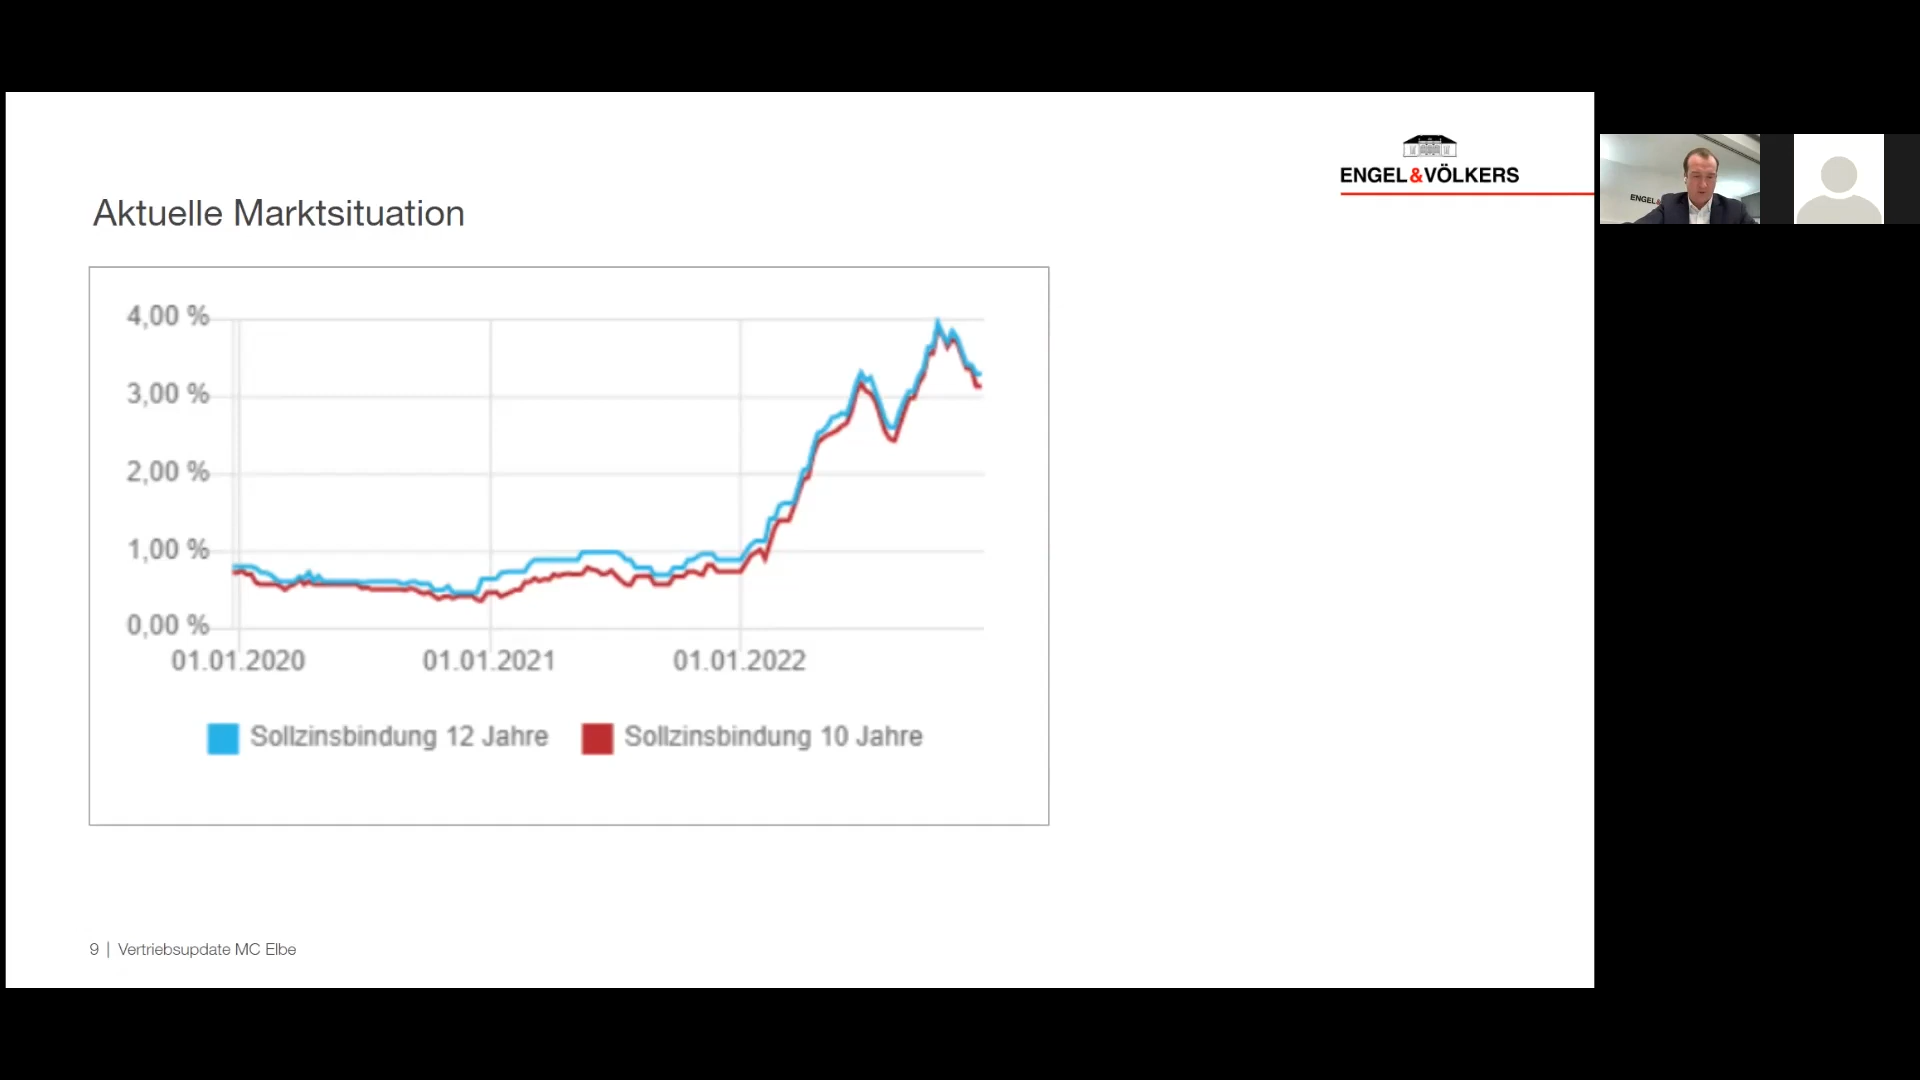 ENGEL&VÖLKERS
Aktuelle Marktsituation
4,00 %
3,00 %
2,00 %
1,00 %
0,00 %
01.01.2020 01.01.2021 01.01.2022
Sollzinsbindung 12 Jahre Sollzinsbindung 10 Jahre
9 | Vertriebsupdate MC Elbe
ENGEL&